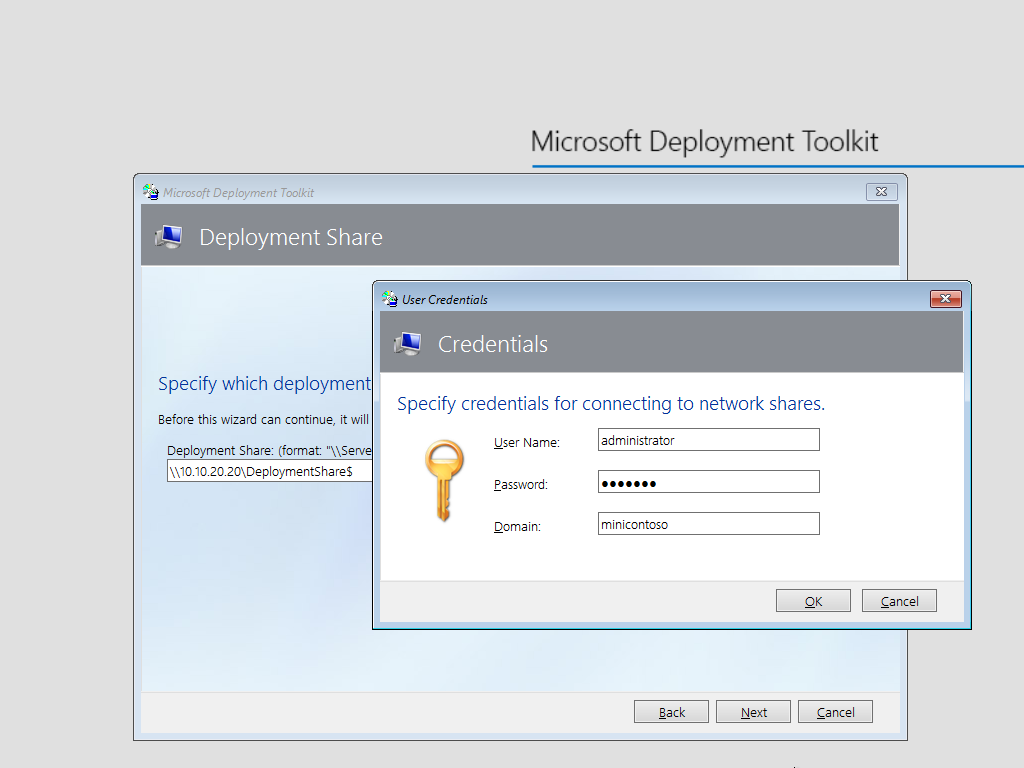 Microsoft Deployment Toolkit
Microsoft Deployment Toolkit
Deployment Share
Specify which deployment
Before this wizard can continue, it will
Deployment Share: (format: "\\Serve
\\10.10.20.20\DeploymentShare$
User Credentials
Credentials
Specify credentials for connecting to network shares.
User Name: administrator
Password: ●●●●●●●
Domain: minicontoso
OK Cancel
Back Next Cancel